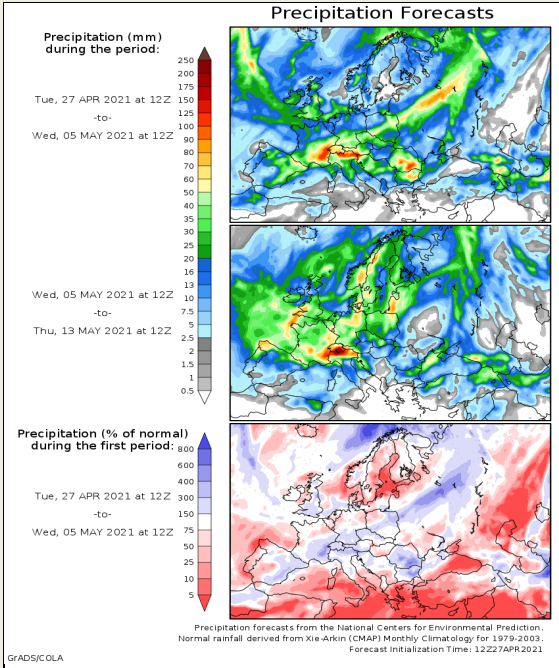 Precipitation Forecasts
Precipitation (mm)
during the period:
Tue, 27 APR 2021 at 12Z
-to-
Wed, 05 MAY 2021 at 12Z
250
200
175
150
125
100
90
80
70
60
50
40
35
30
25
20
16
13
10
7.5
5
2.5
2
1.5
1
0.5
Wed, 05 MAY 2021 at 12Z
-to-
Thu, 13 MAY 2021 at 12Z
Precipitation (% of normal)
during the first period:
Tue, 27 APR 2021 at 12Z
-to-
Wed, 05 MAY 2021 at 12Z
800
600
400
300
150
75
50
25
10
5
Precipitation forecasts from the National Centers for Environmental Prediction.
Normal rainfall derived from Xie-Arkin (CMAP) Monthly Climatology for 1979-2003.
Forecast Initialization Time: 12Z27APR2021
GrADS/COLA